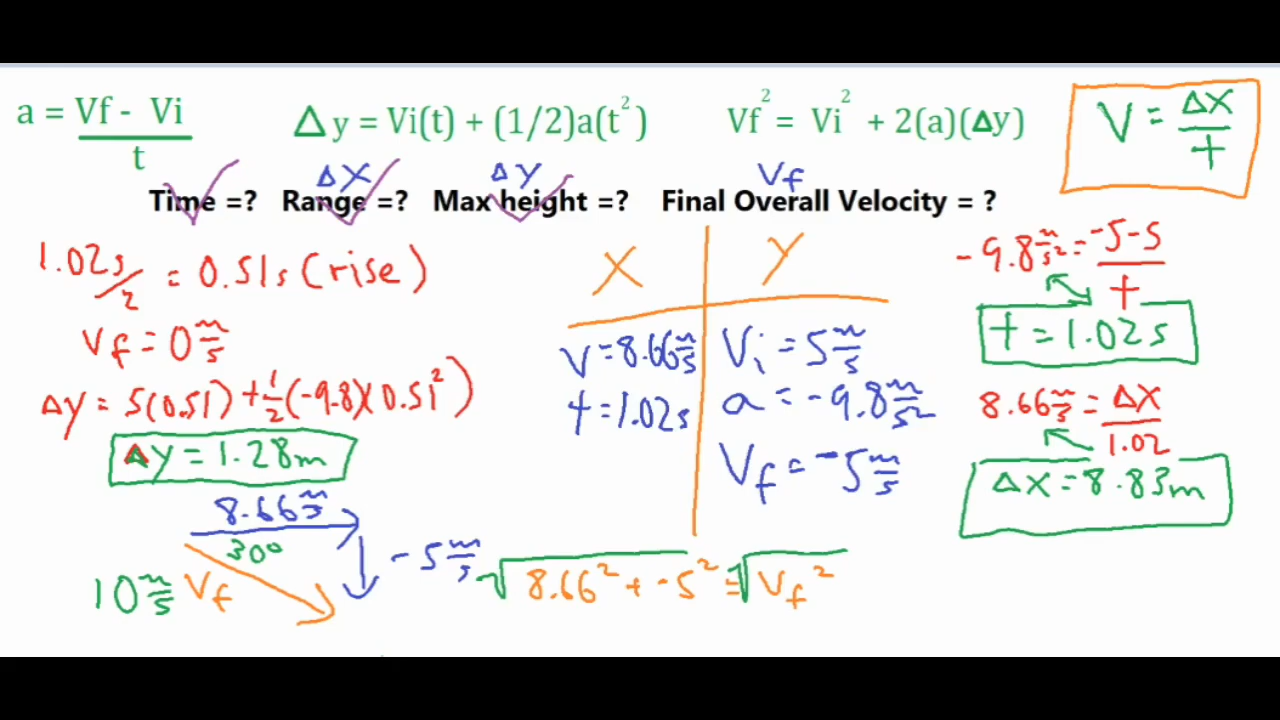 a = Vf - Vi / t
Δy = Vi(t) + (1/2)a(t²)
Vf² = Vi² + 2(a)(Δy)
V = ΔX / t
ΔX ΔY Vf
Time =? Range =? Max height =? Final Overall Velocity = ?
1.02s/2 = 0.51s (rise)
Vf = 0 m/s
Δy = 5(0.51) + ½(-9.8)(0.51²)
Δy = 1.28m
X Y
V = 8.66 m/s
t = 1.02s
Vi = 5 m/s
a = -9.8 m/s²
Vf = -5 m/s
-9.8 m/s² = -5-5 / t
t = 1.02s
8.66 m/s = ΔX / 1.02
ΔX = 8.83m
8.66 m/s
30°
-5 m/s
10 m/s Vf
√8.66² + -5² = √Vf²